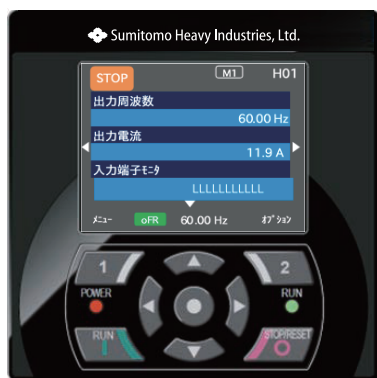 Sumitomo Heavy Industries, Ltd.
STOP M1 H01
出力周波数
60.00 Hz
出力電流
11.9 A
入力端子モニタ
LLLLLLLLLLL
メニュー oFR 60.00 Hz オプション
1 2
POWER RUN
RUN STOP/RESET